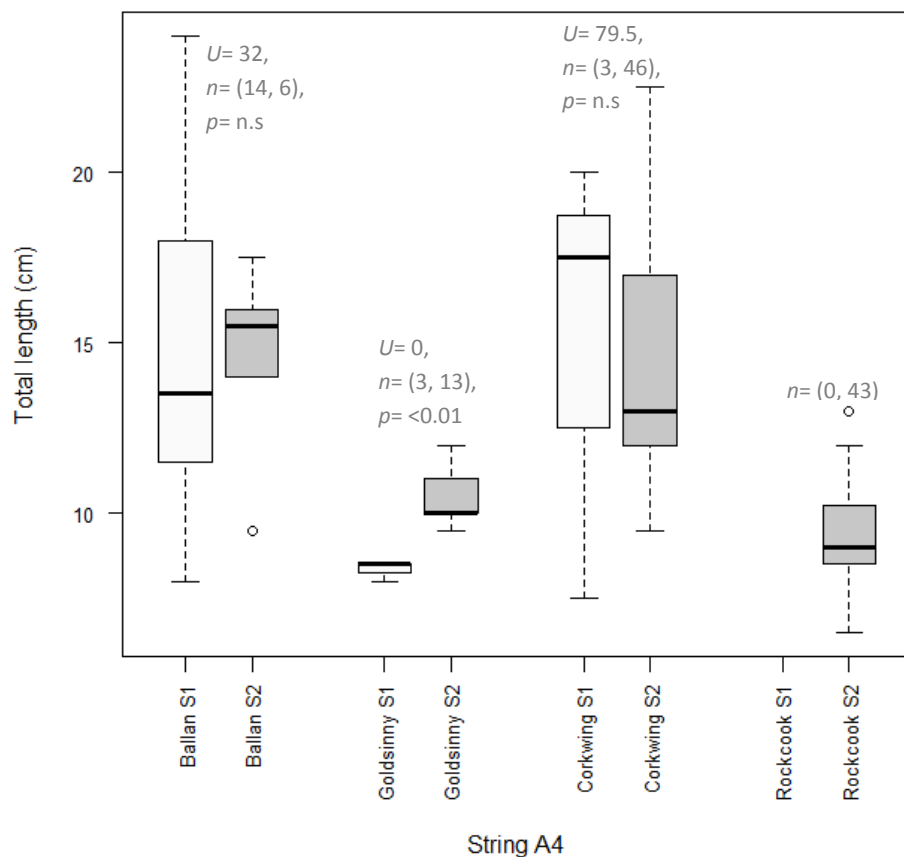 U= 32,
n= (14, 6),
p= n.s
U= 79.5,
n= (3, 46),
p= n.s
U= 0,
n= (3, 13),
p= <0.01
n= (0, 43)
Total length (cm)
20
15
10
Ballan S1
Ballan S2
Goldsinny S1
Goldsinny S2
Corkwing S1
Corkwing S2
Rockcook S1
Rockcook S2
String A4